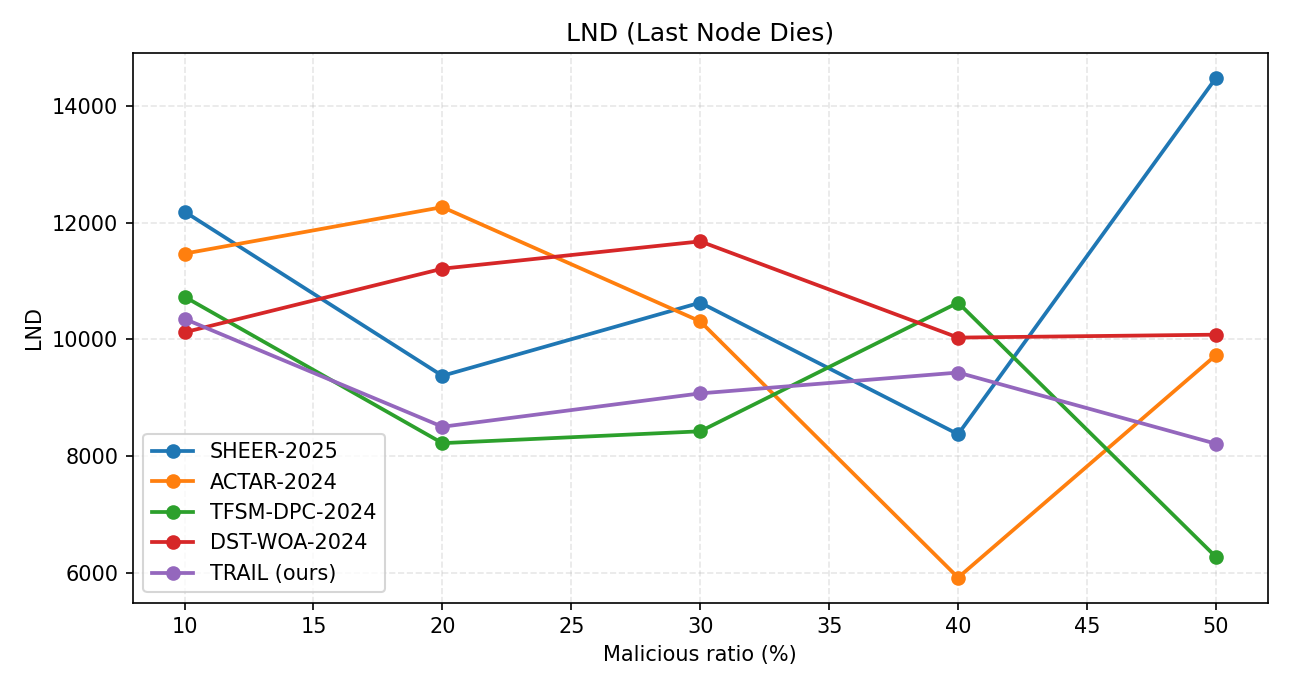 LND (Last Node Dies)
14000
12000
10000
8000
6000
LND
SHEER-2025
ACTAR-2024
TFSM-DPC-2024
DST-WOA-2024
TRAIL (ours)
10 15 20 25 30 35 40 45 50
Malicious ratio (%)